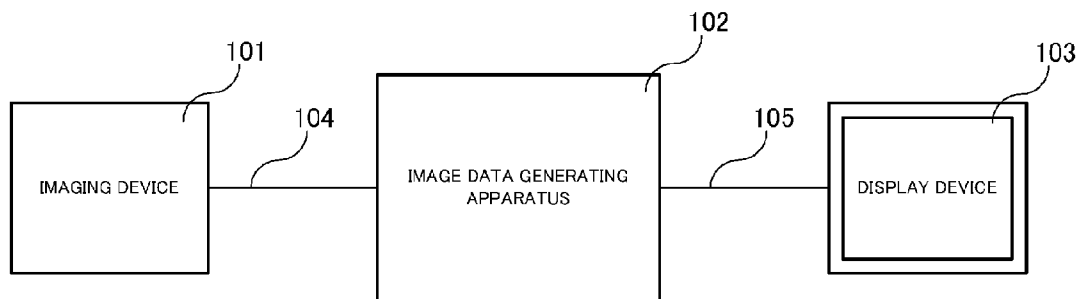 102
101
103
104
105
IMAGING DEVICE
IMAGE DATA GENERATING
APPARATUS
DISPLAY DEVICE